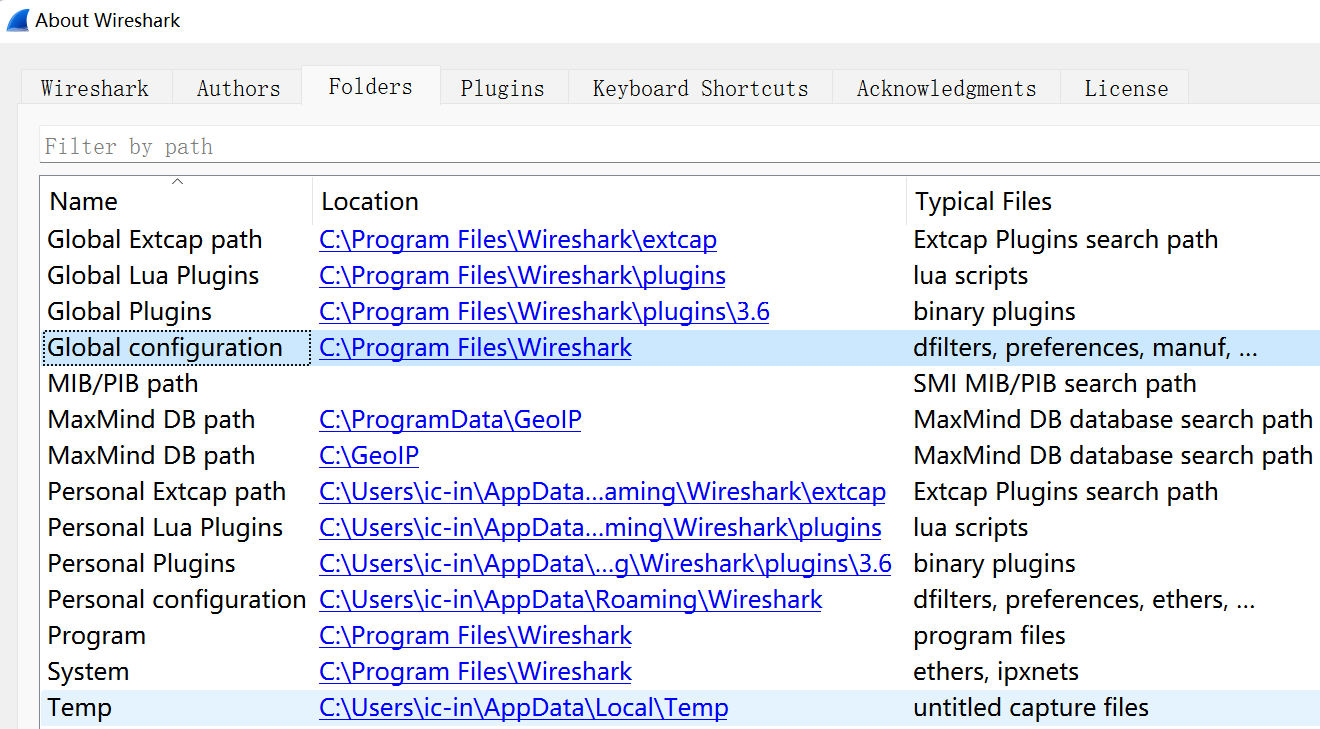 About Wireshark
Wireshark Authors Folders Plugins Keyboard Shortcuts Acknowledgments License
Filter by path
Name Location Typical Files
Global Extcap path C:\Program Files\Wireshark\extcap Extcap Plugins search path
Global Lua Plugins C:\Program Files\Wireshark\plugins lua scripts
Global Plugins C:\Program Files\Wireshark\plugins\3.6 binary plugins
Global configuration C:\Program Files\Wireshark dfilters, preferences, manuf, ...
MIB/PIB path SMI MIB/PIB search path
MaxMind DB path C:\ProgramData\GeoIP MaxMind DB database search path
MaxMind DB path C:\GeoIP MaxMind DB database search path
Personal Extcap path C:\Users\ic-in\AppData...aming\Wireshark\extcap Extcap Plugins search path
Personal Lua Plugins C:\Users\ic-in\AppData...ming\Wireshark\plugins lua scripts
Personal Plugins C:\Users\ic-in\AppData\...g\Wireshark\plugins\3.6 binary plugins
Personal configuration C:\Users\ic-in\AppData\Roaming\Wireshark dfilters, preferences, ethers, ...
Program C:\Program Files\Wireshark program files
System C:\Program Files\Wireshark ethers, ipxnets
Temp C:\Users\ic-in\AppData\Local\Temp untitled capture files